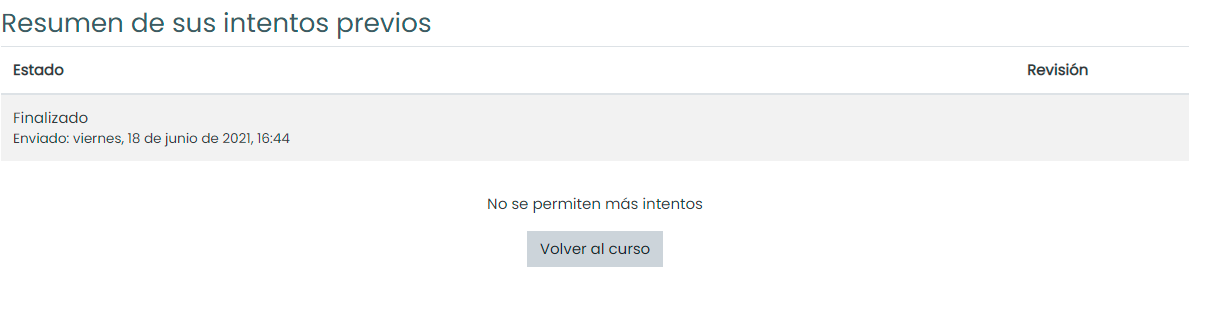 Resumen de sus intentos previos
Estado Revisión
Finalizado
Enviado: viernes, 18 de junio de 2021, 16:44
No se permiten más intentos
Volver al curso